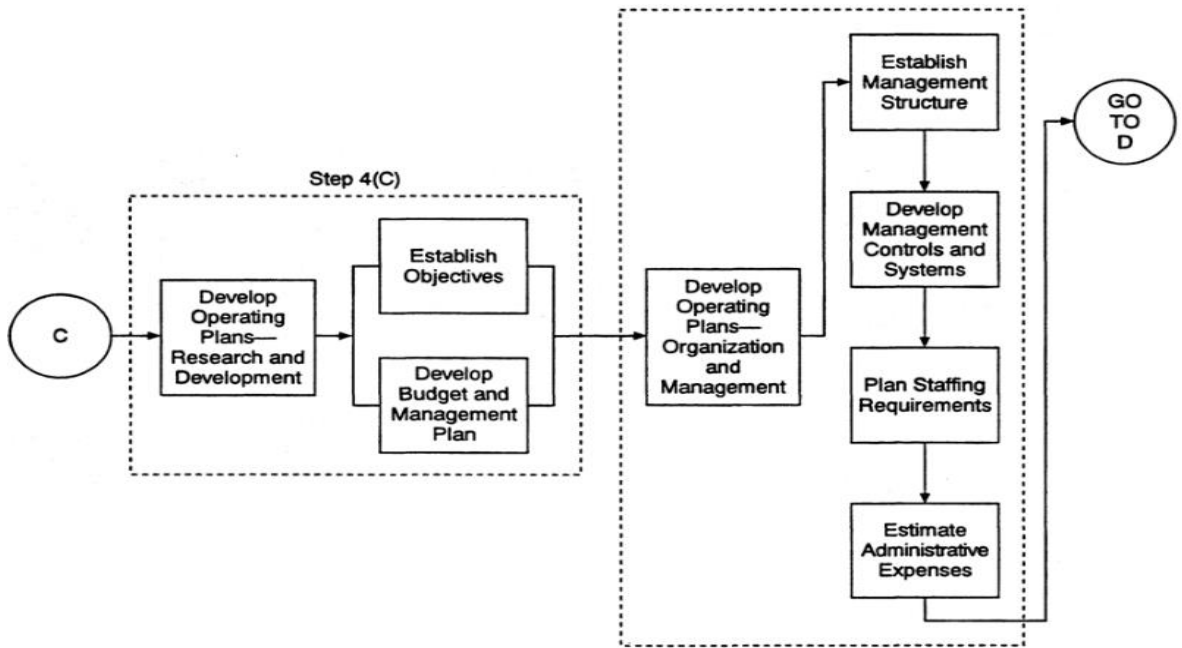 Step 4(C)
C
Develop
Operating
Plans—
Research and
Development
Establish
Objectives
Develop
Budget and
Management
Plan
Develop
Operating
Plans—
Organization
and
Management
Establish
Management
Structure
Develop
Management
Controls and
Systems
Plan Staffing
Requirements
Estimate
Administrative
Expenses
GO
TO
D